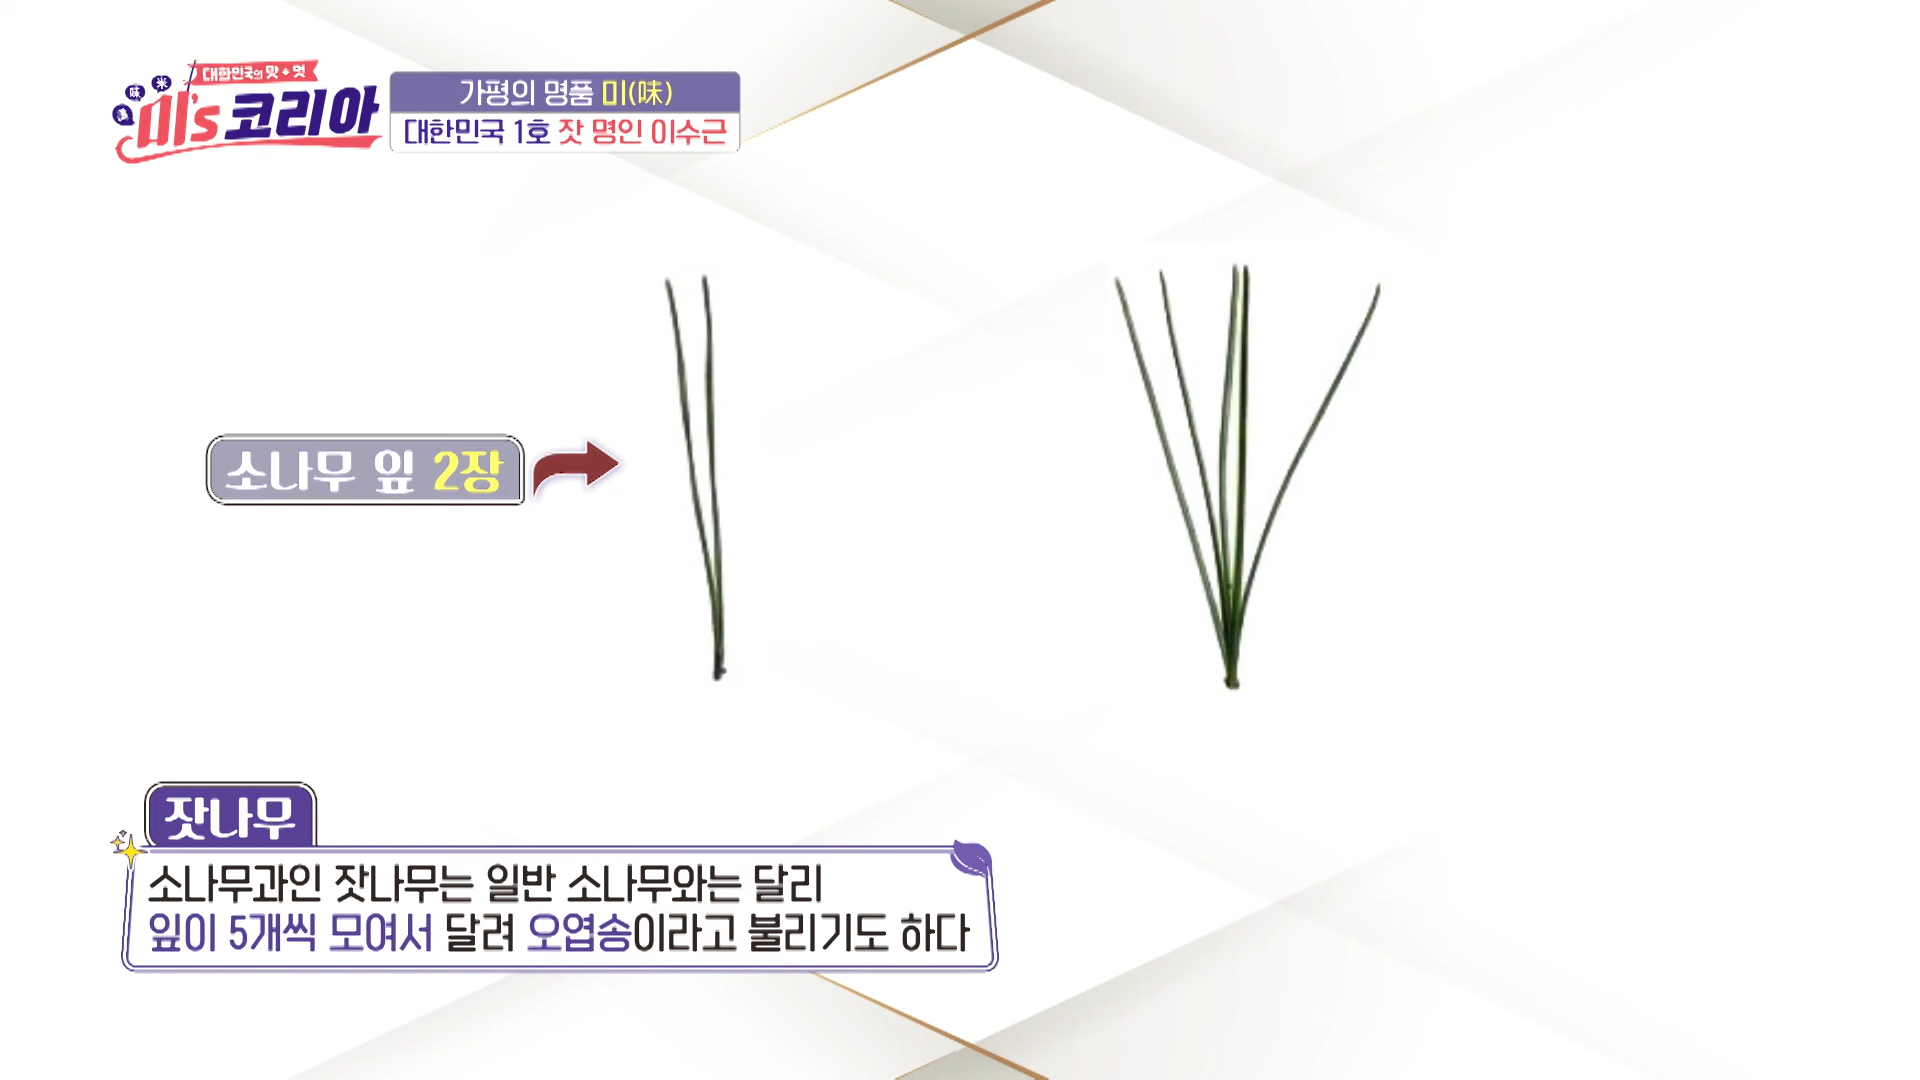 대한민국의 맛+멋
味 米
미's 코리아
가평의 명품 미(味)
대한민국 1호 잣 명인 이수근
소나무 잎 2장
잣나무
소나무과인 잣나무는 일반 소나무와는 달리
잎이 5개씩 모여서 달려 오엽송이라고 불리기도 하다